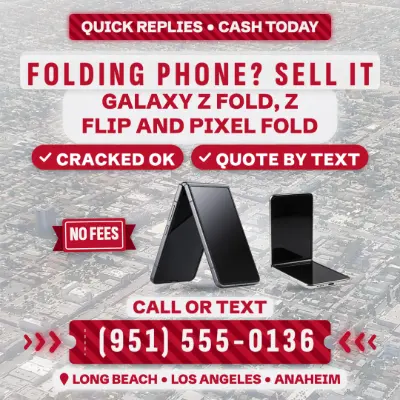 QUICK REPLIES • CASH TODAY
FOLDING PHONE? SELL IT
GALAXY Z FOLD, Z
FLIP AND PIXEL FOLD
✓ CRACKED OK ✓ QUOTE BY TEXT
NO FEES
CALL OR TEXT
(951) 555-0136
LONG BEACH • LOS ANGELES • ANAHEIM